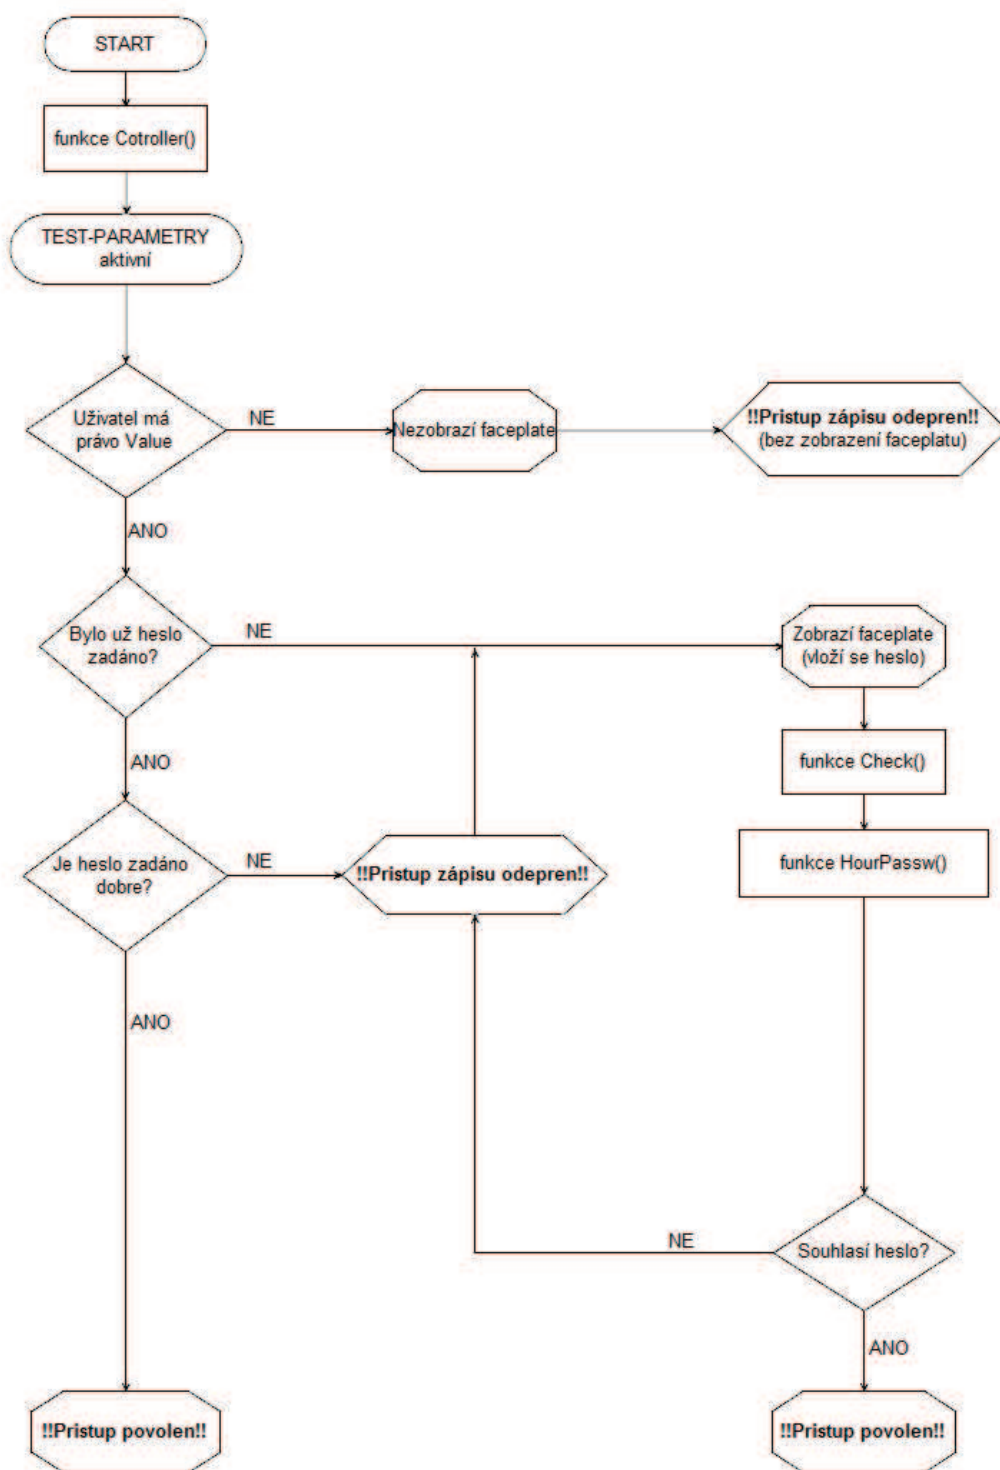 START
funkce Cotroller()
TEST-PARAMETRY
aktivní
Uživatel má
právo Value
NE
Nezobrazí faceplate
!!Pristup zápisu odepren!!
(bez zobrazení faceplatu)
ANO
Bylo už heslo
zadáno?
NE
Zobrazí faceplate
(vloží se heslo)
ANO
funkce Check()
Je heslo zadáno
dobre?
NE
!!Pristup zápisu odepren!!
funkce HourPassw()
ANO
NE
Souhlasí heslo?
ANO
!!Pristup povolen!!
!!Pristup povolen!!